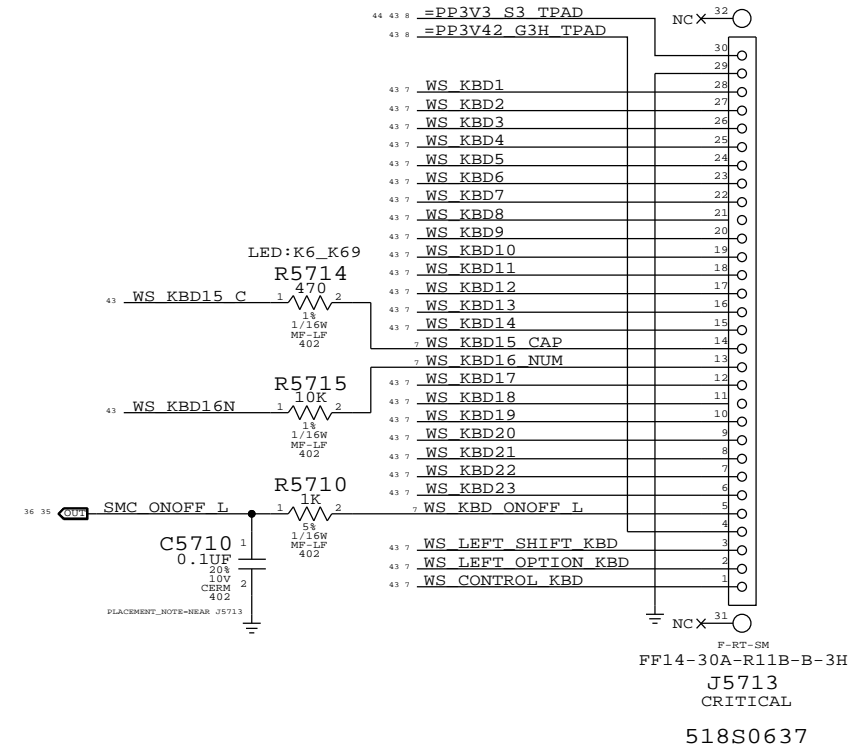 44 43 8 =PP3V3_S3_TPAD
43 8 =PP3V42_G3H_TPAD
NC 32
30
29
43 7 WS_KBD1 28
43 7 WS_KBD2 27
43 7 WS_KBD3 26
43 7 WS_KBD4 25
43 7 WS_KBD5 24
43 7 WS_KBD6 23
43 7 WS_KBD7 22
43 7 WS_KBD8 21
43 7 WS_KBD9 20
43 7 WS_KBD10 19
43 7 WS_KBD11 18
43 7 WS_KBD12 17
43 7 WS_KBD13 16
43 7 WS_KBD14 15
7 WS_KBD15_CAP 14
7 WS_KBD16_NUM 13
43 7 WS_KBD17 12
43 7 WS_KBD18 11
43 7 WS_KBD19 10
43 7 WS_KBD20 9
43 7 WS_KBD21 8
43 7 WS_KBD22 7
43 7 WS_KBD23 6
7 WS_KBD_ONOFF_L 5
4
43 7 WS_LEFT_SHIFT_KBD 3
43 7 WS_LEFT_OPTION_KBD 2
43 7 WS_CONTROL_KBD 1
NC 31
LED:K6_K69
R5714
470
43 WS_KBD15_C 1 2
1%
1/16W
MF-LF
402
R5715
10K
43 WS_KBD16N 1 2
1%
1/16W
MF-LF
402
R5710
1K
36 35 OUT SMC_ONOFF_L 1 2
5%
1/16W
MF-LF
402
C5710 1
0.1UF
20%
10V
CERM 2
402
PLACEMENT_NOTE=NEAR J5713
F-RT-SM
FF14-30A-R11B-B-3H
J5713
CRITICAL
518S0637